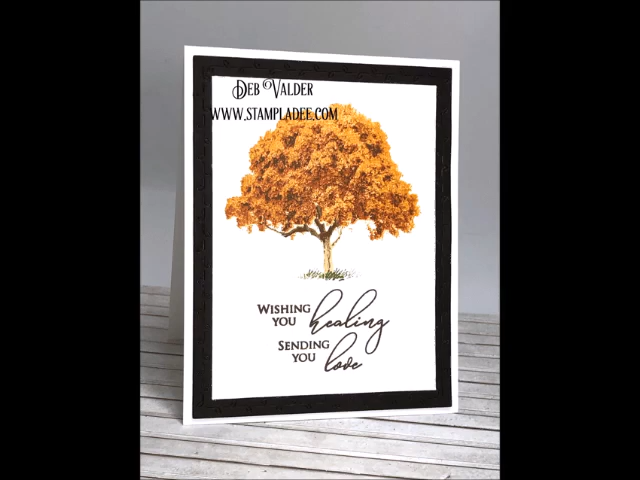 Deb Valder
www.stampladee.com
Wishing
you healing
Sending
you love